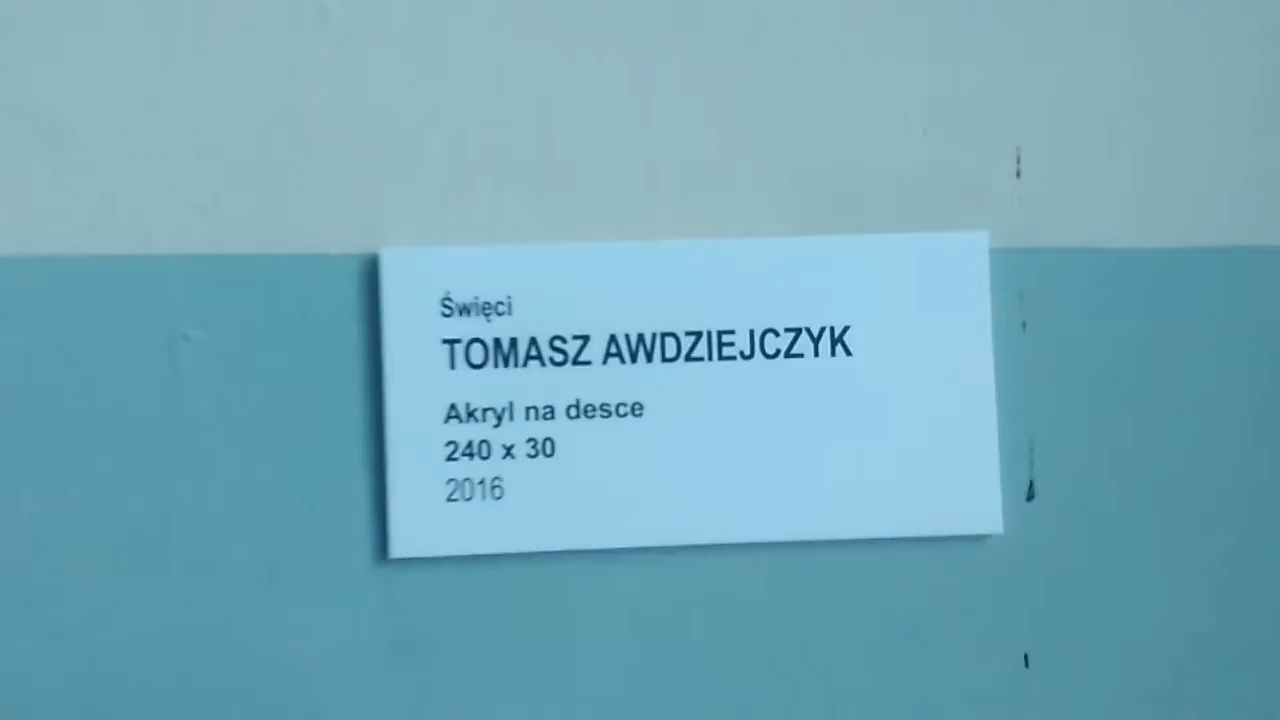 Święci
TOMASZ AWDZIEJCZYK
Akryl na desce
240 x 30
2016